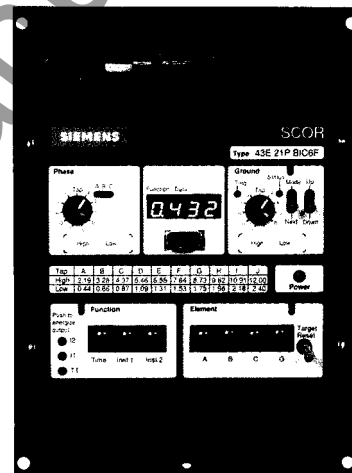 SIEMENS
SCOR
Type 43E 21P BIC6F
Phase
Tap
A B C
High Low
Function Data
0.432
Ground
Trip
Status
Tap
Mode Up
Next Down
High Low
Tap A B C D E F G H I J
High 2.19 3.28 4.37 5.46 6.55 7.64 8.73 9.82 10.91 12.00
Low 0.44 0.66 0.87 1.09 1.31 1.53 1.75 1.96 2.18 2.40
Power
Push to
energize
output
I2
I1
T1
Function
Time Inst 1 Inst 2
Element
A B C G
Target
Reset